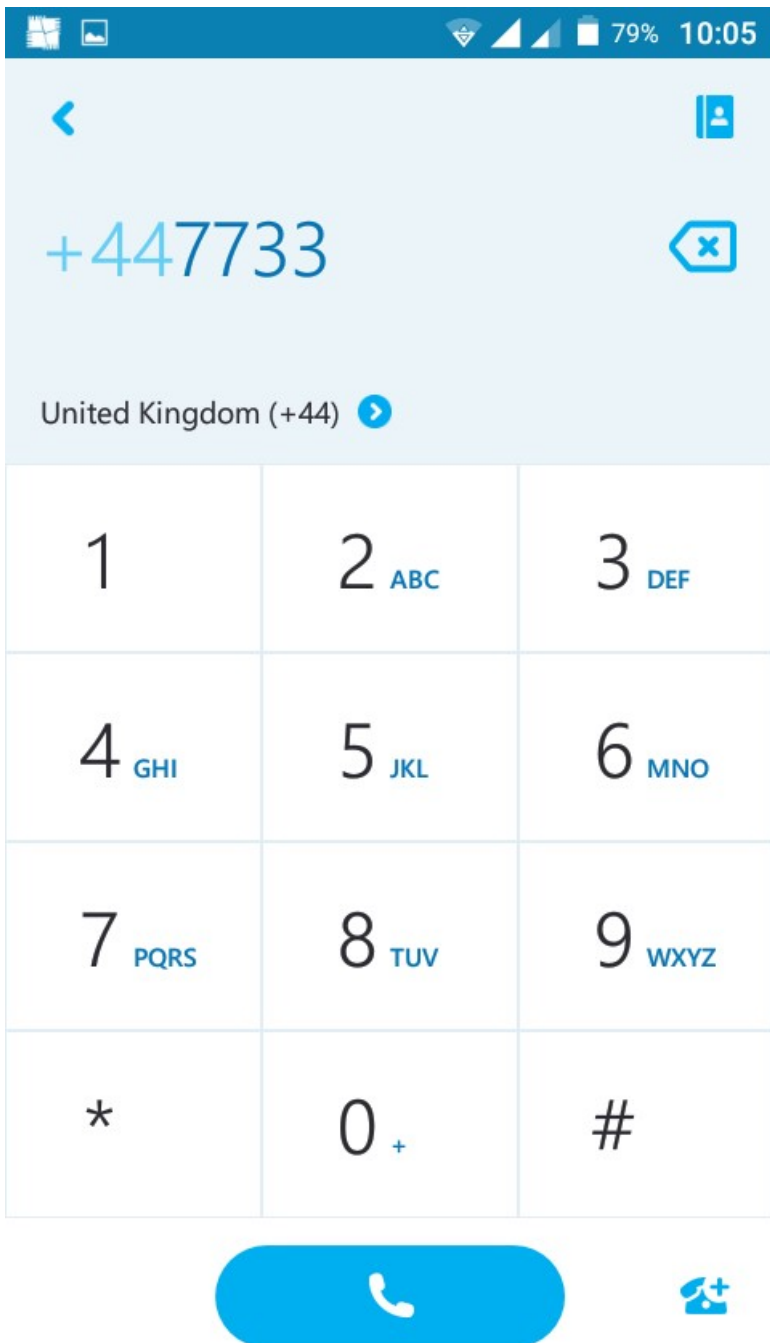 79% 10:05
+447733
United Kingdom (+44)
1 2 ABC 3 DEF
4 GHI 5 JKL 6 MNO
7 PQRS 8 TUV 9 WXYZ
* 0 + #